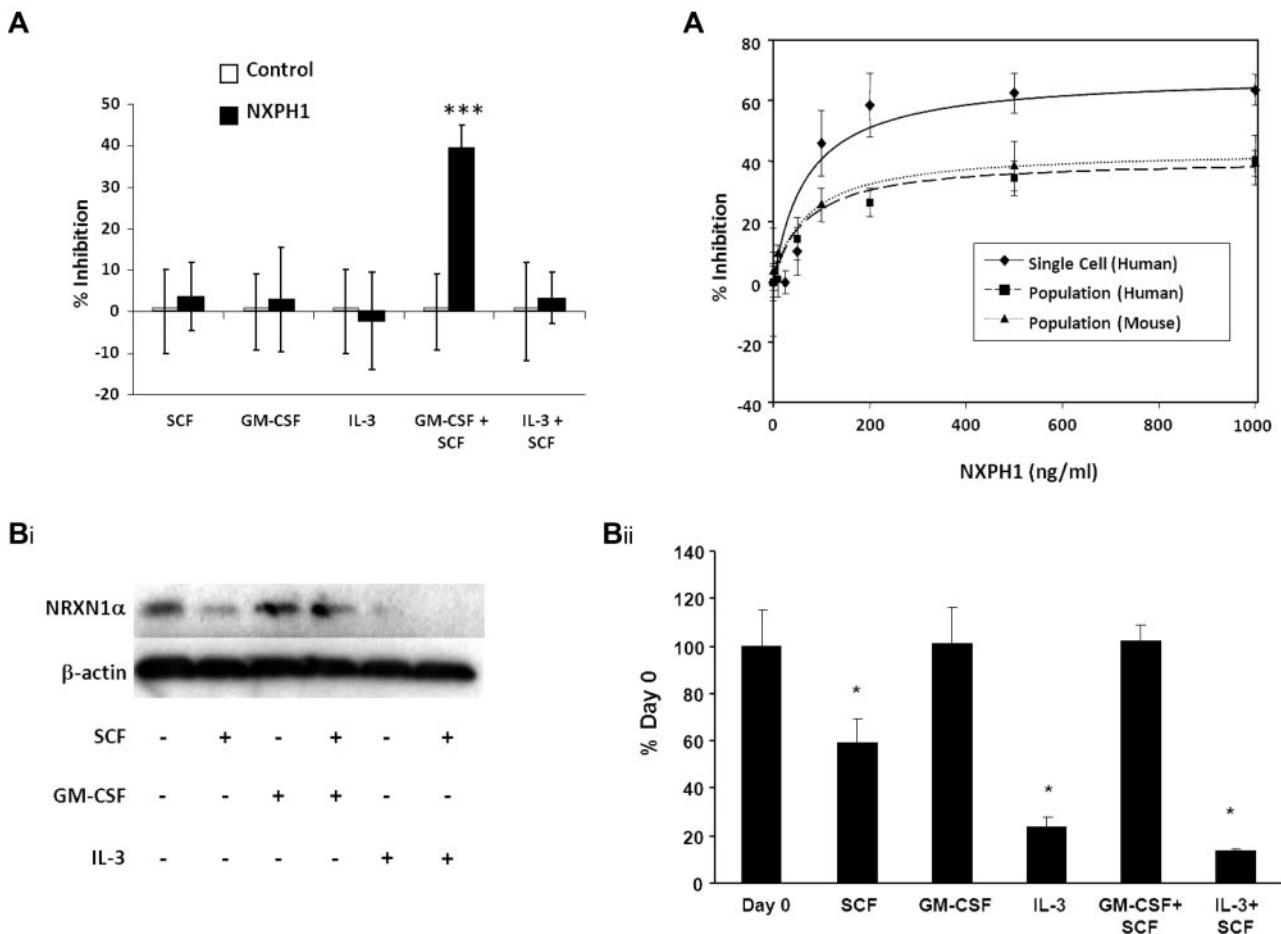 A
Control
NXPH1
***
50
40
30
20
10
0
-10
-20
% Inhibition
SCF
GM-CSF
IL-3
GM-CSF +
SCF
IL-3 +
SCF
A
80
60
40
20
0
-20
-40
% Inhibition
Single Cell (Human)
Population (Human)
Population (Mouse)
0
200
400
600
800
1000
NXPH1 (ng/ml)
Bi
NRXN1α
β-actin
SCF - + - + - +
GM-CSF - - + + - -
IL-3 - - - - + +
Bii
140
120
100
80
60
40
20
0
% Day 0
*
*
*
Day 0
SCF
GM-CSF
IL-3
GM-CSF+
SCF
IL-3+
SCF